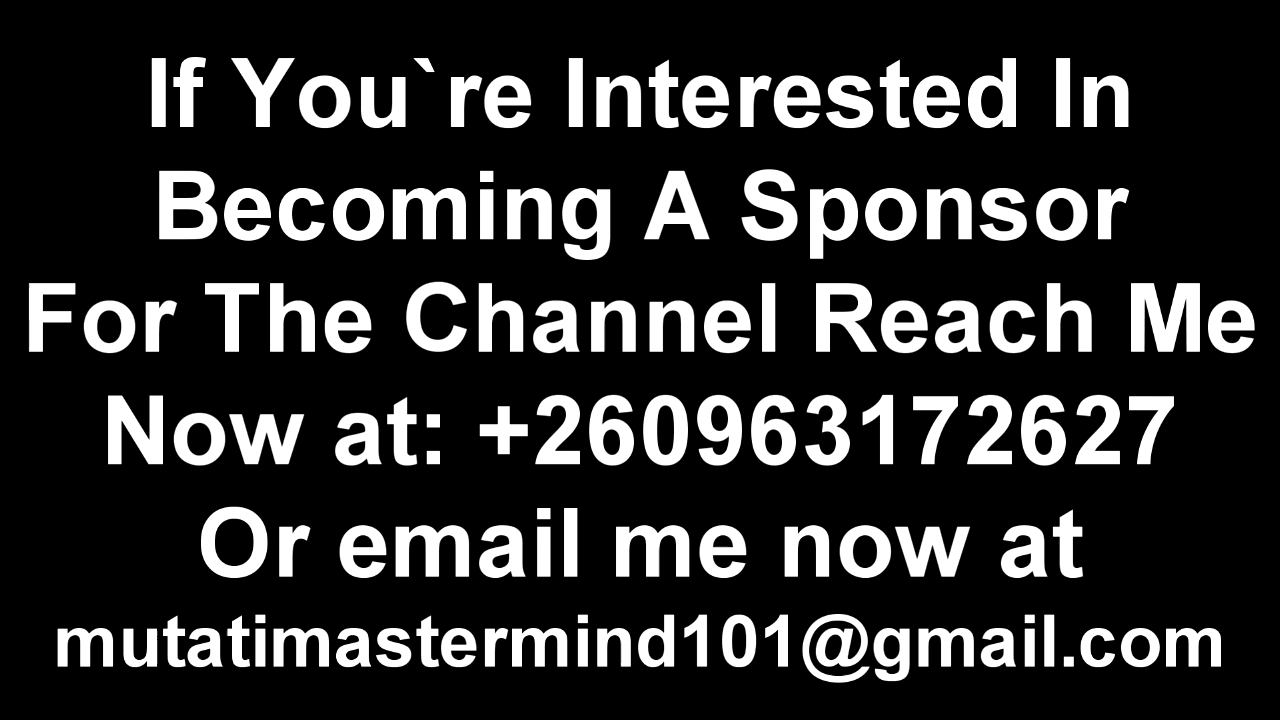 If You`re Interested In
Becoming A Sponsor
For The Channel Reach Me
Now at: +260963172627
Or email me now at
mutatimastermind101@gmail.com